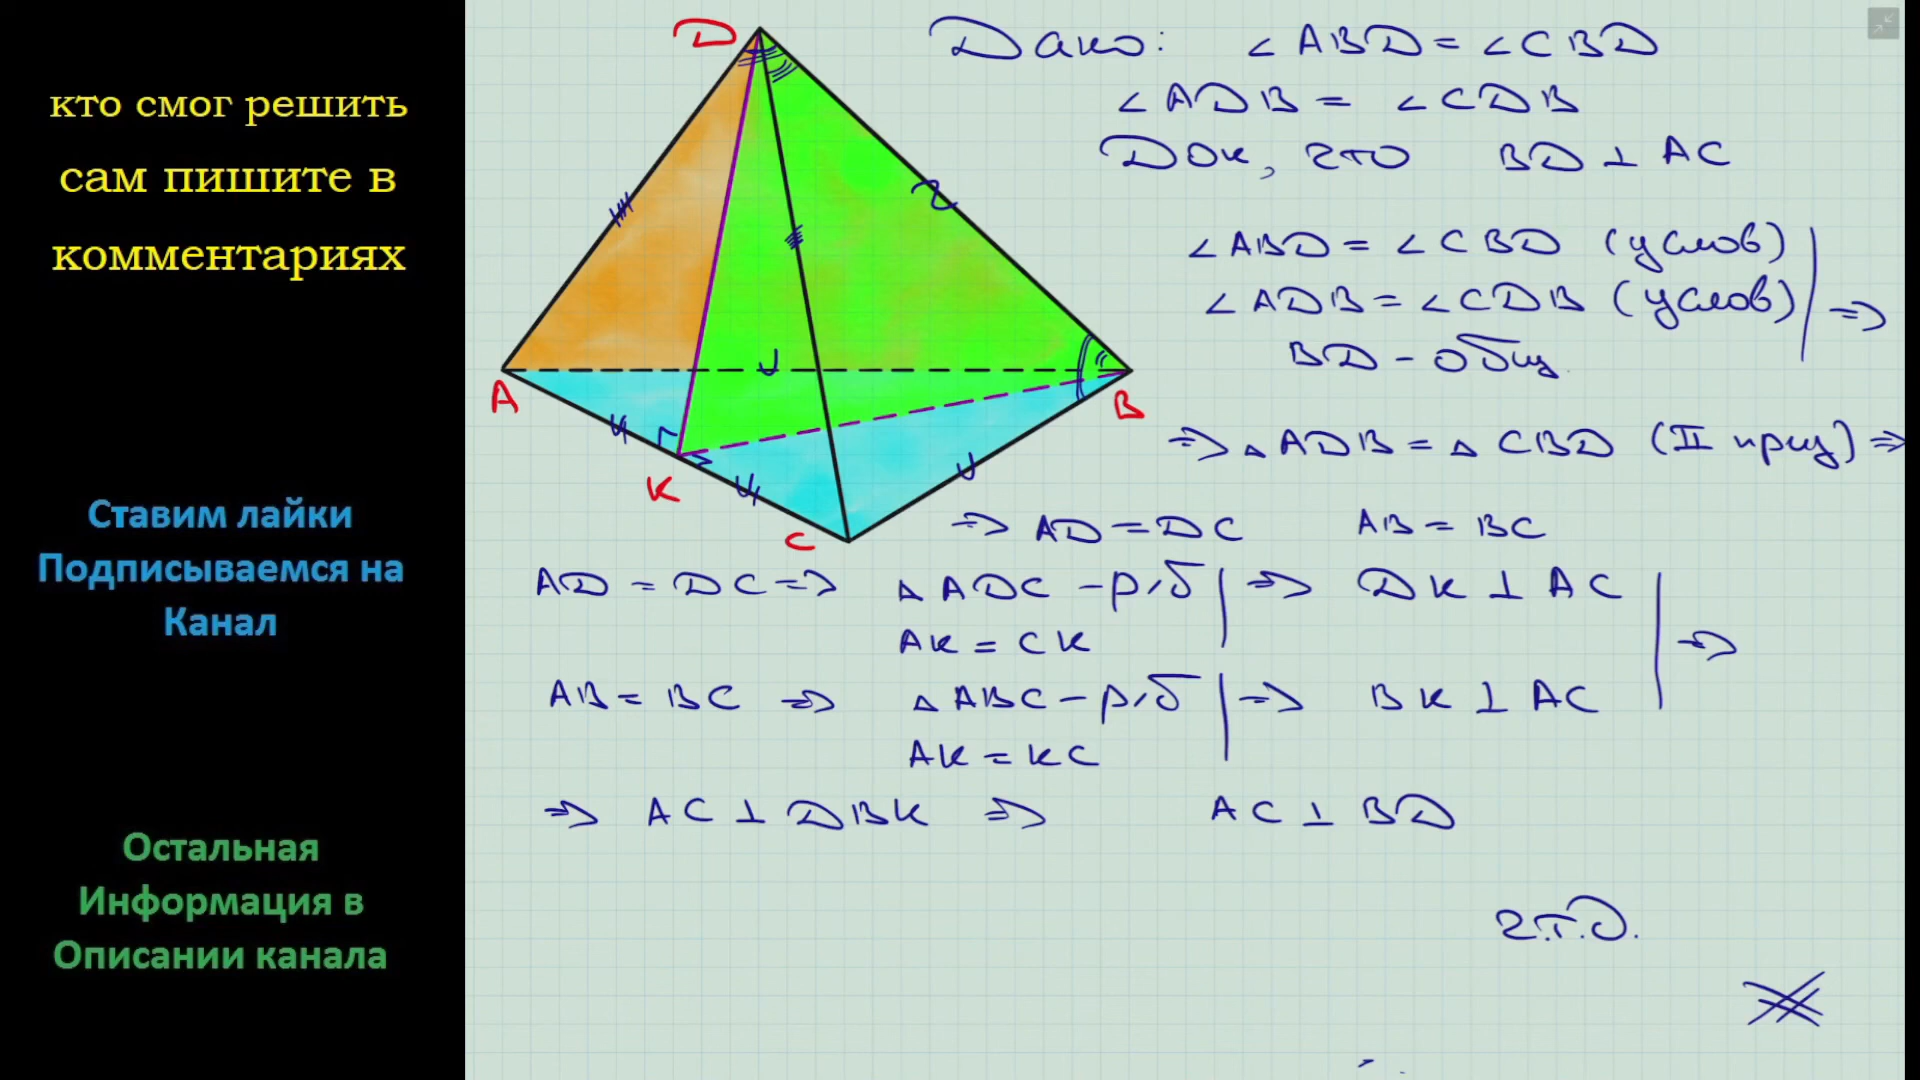 кто смог решить
сам пишите в
комментариях
Ставим лайки
Подписываемся на
Канал
Остальная
Информация в
Описании канала
D
A
B
K
C
Дано: ∠ABD = ∠CBD
∠ADB = ∠CDB
Док, что BD ⊥ AC
∠ABD = ∠CBD (услов)
∠ADB = ∠CDB (услов) ⇒
BD - общ
⇒ △ADB = △CBD (II приз) ⇒
⇒ AD = DC AB = BC
AD = DC ⇒ △ADC - р/б ⇒ DK ⊥ AC
AK = CK ⇒
AB = BC ⇒ △ABC - р/б ⇒ BK ⊥ AC
AK = KC
⇒ AC ⊥ DBK ⇒ AC ⊥ BD
ч.т.д.